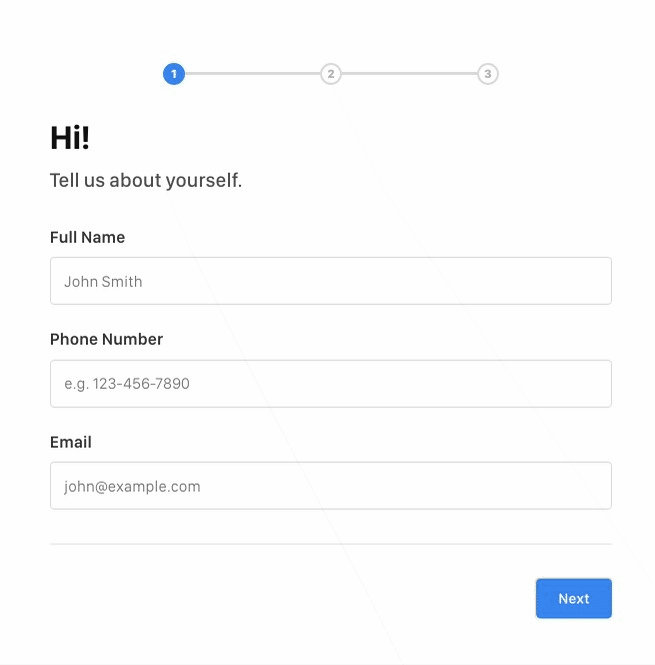 1 2 3
Hi!
Tell us about yourself.
Full Name
John Smith
Phone Number
e.g. 123-456-7890
Email
john@example.com
Next